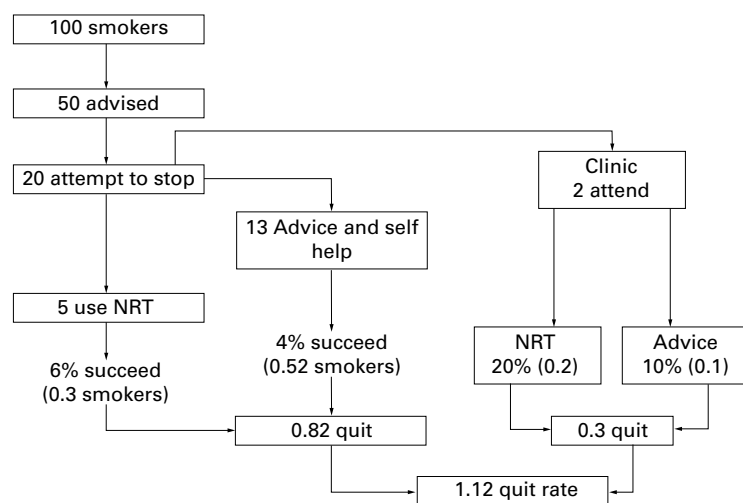 100 smokers
50 advised
20 attempt to stop
Clinic
2 attend
13 Advice and self
help
5 use NRT
6% succeed
(0.3 smokers)
4% succeed
(0.52 smokers)
NRT
20% (0.2)
Advice
10% (0.1)
0.82 quit
0.3 quit
1.12 quit rate